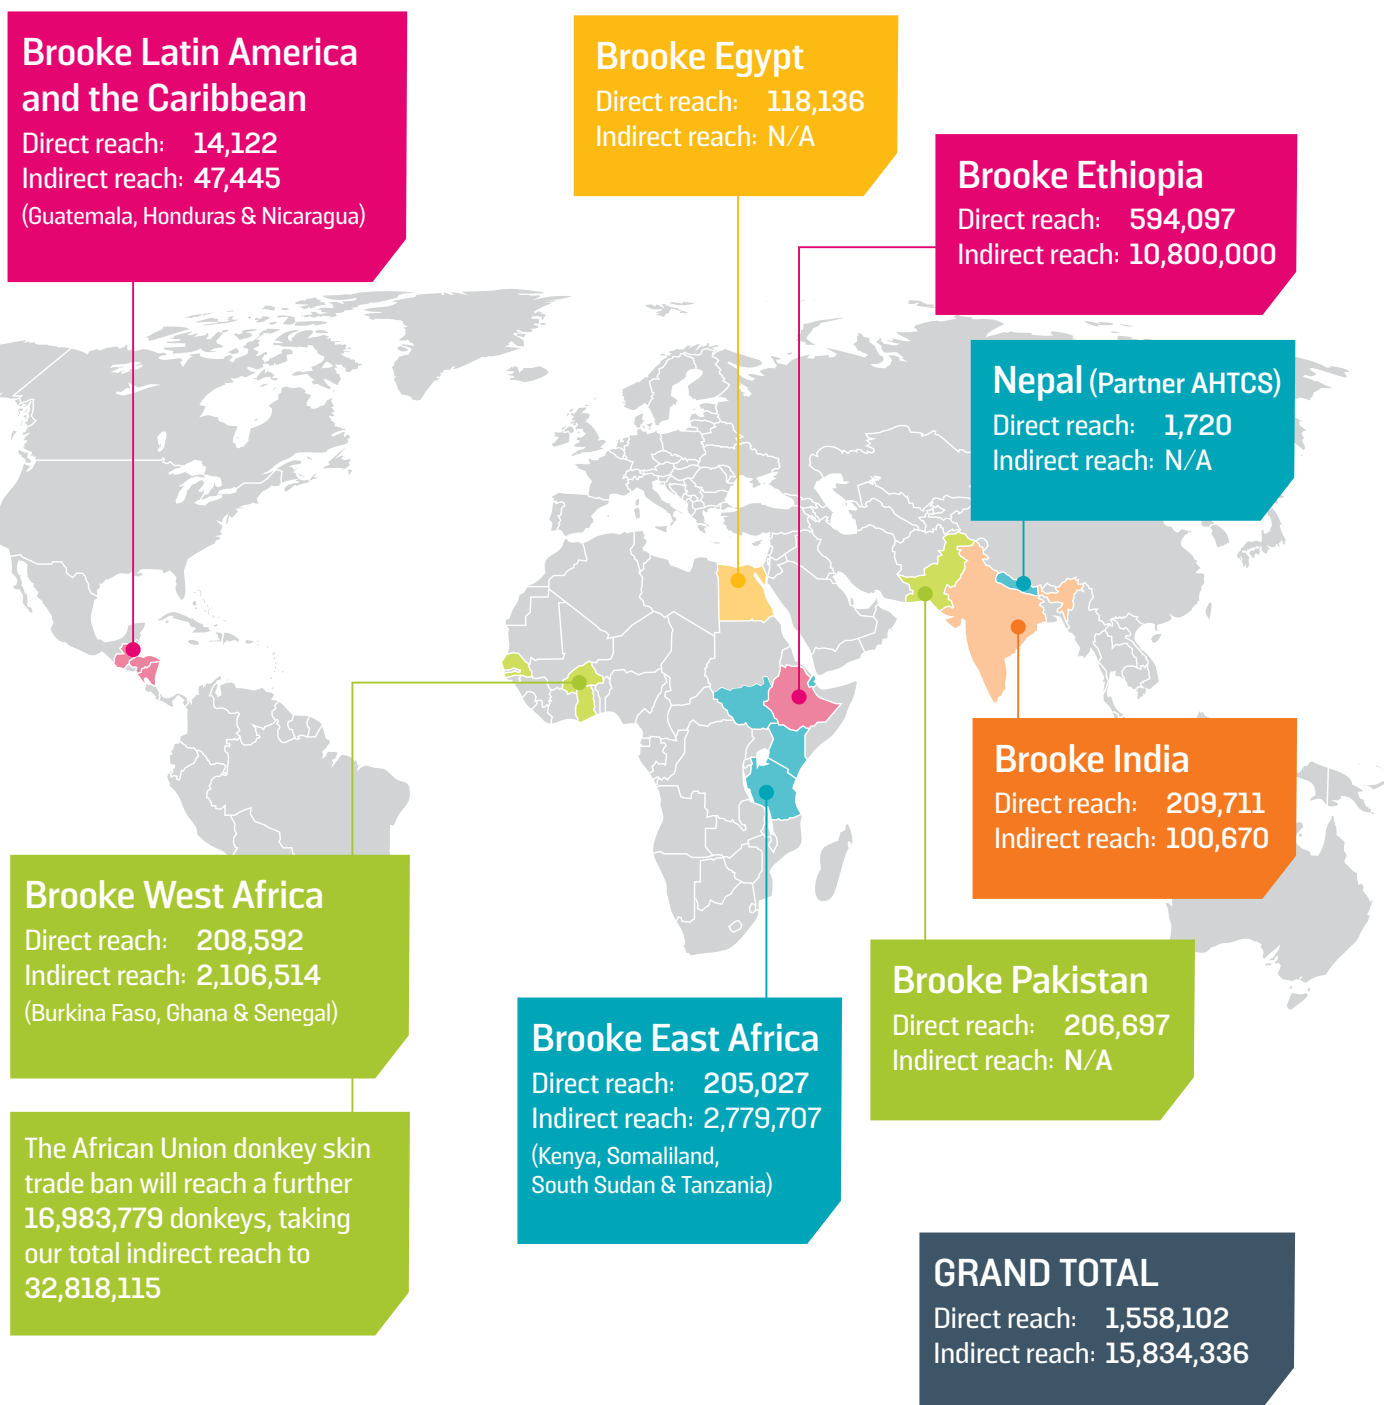 Brooke Latin America
and the Caribbean
Direct reach: 14,122
Indirect reach: 47,445
(Guatemala, Honduras & Nicaragua)
Brooke Egypt
Direct reach: 118,136
Indirect reach: N/A
Brooke Ethiopia
Direct reach: 594,097
Indirect reach: 10,800,000
Nepal (Partner AHTCS)
Direct reach: 1,720
Indirect reach: N/A
Brooke India
Direct reach: 209,711
Indirect reach: 100,670
Brooke West Africa
Direct reach: 208,592
Indirect reach: 2,106,514
(Burkina Faso, Ghana & Senegal)
Brooke Pakistan
Direct reach: 206,697
Indirect reach: N/A
Brooke East Africa
Direct reach: 205,027
Indirect reach: 2,779,707
(Kenya, Somaliland,
South Sudan & Tanzania)
The African Union donkey skin
trade ban will reach a further
16,983,779 donkeys, taking
our total indirect reach to
32,818,115
GRAND TOTAL
Direct reach: 1,558,102
Indirect reach: 15,834,336